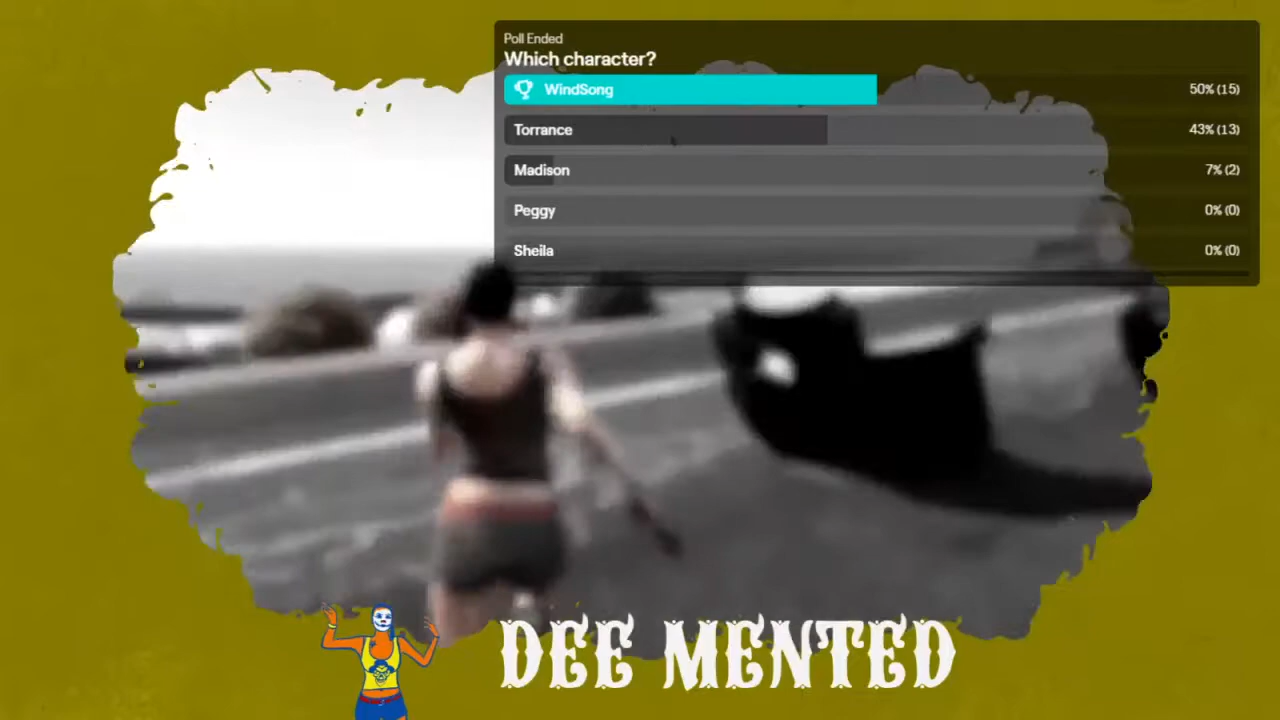 Poll Ended
Which character?
WindSong 50% (15)
Torrance 43% (13)
Madison 7% (2)
Peggy 0% (0)
Sheila 0% (0)
DEE MENTED